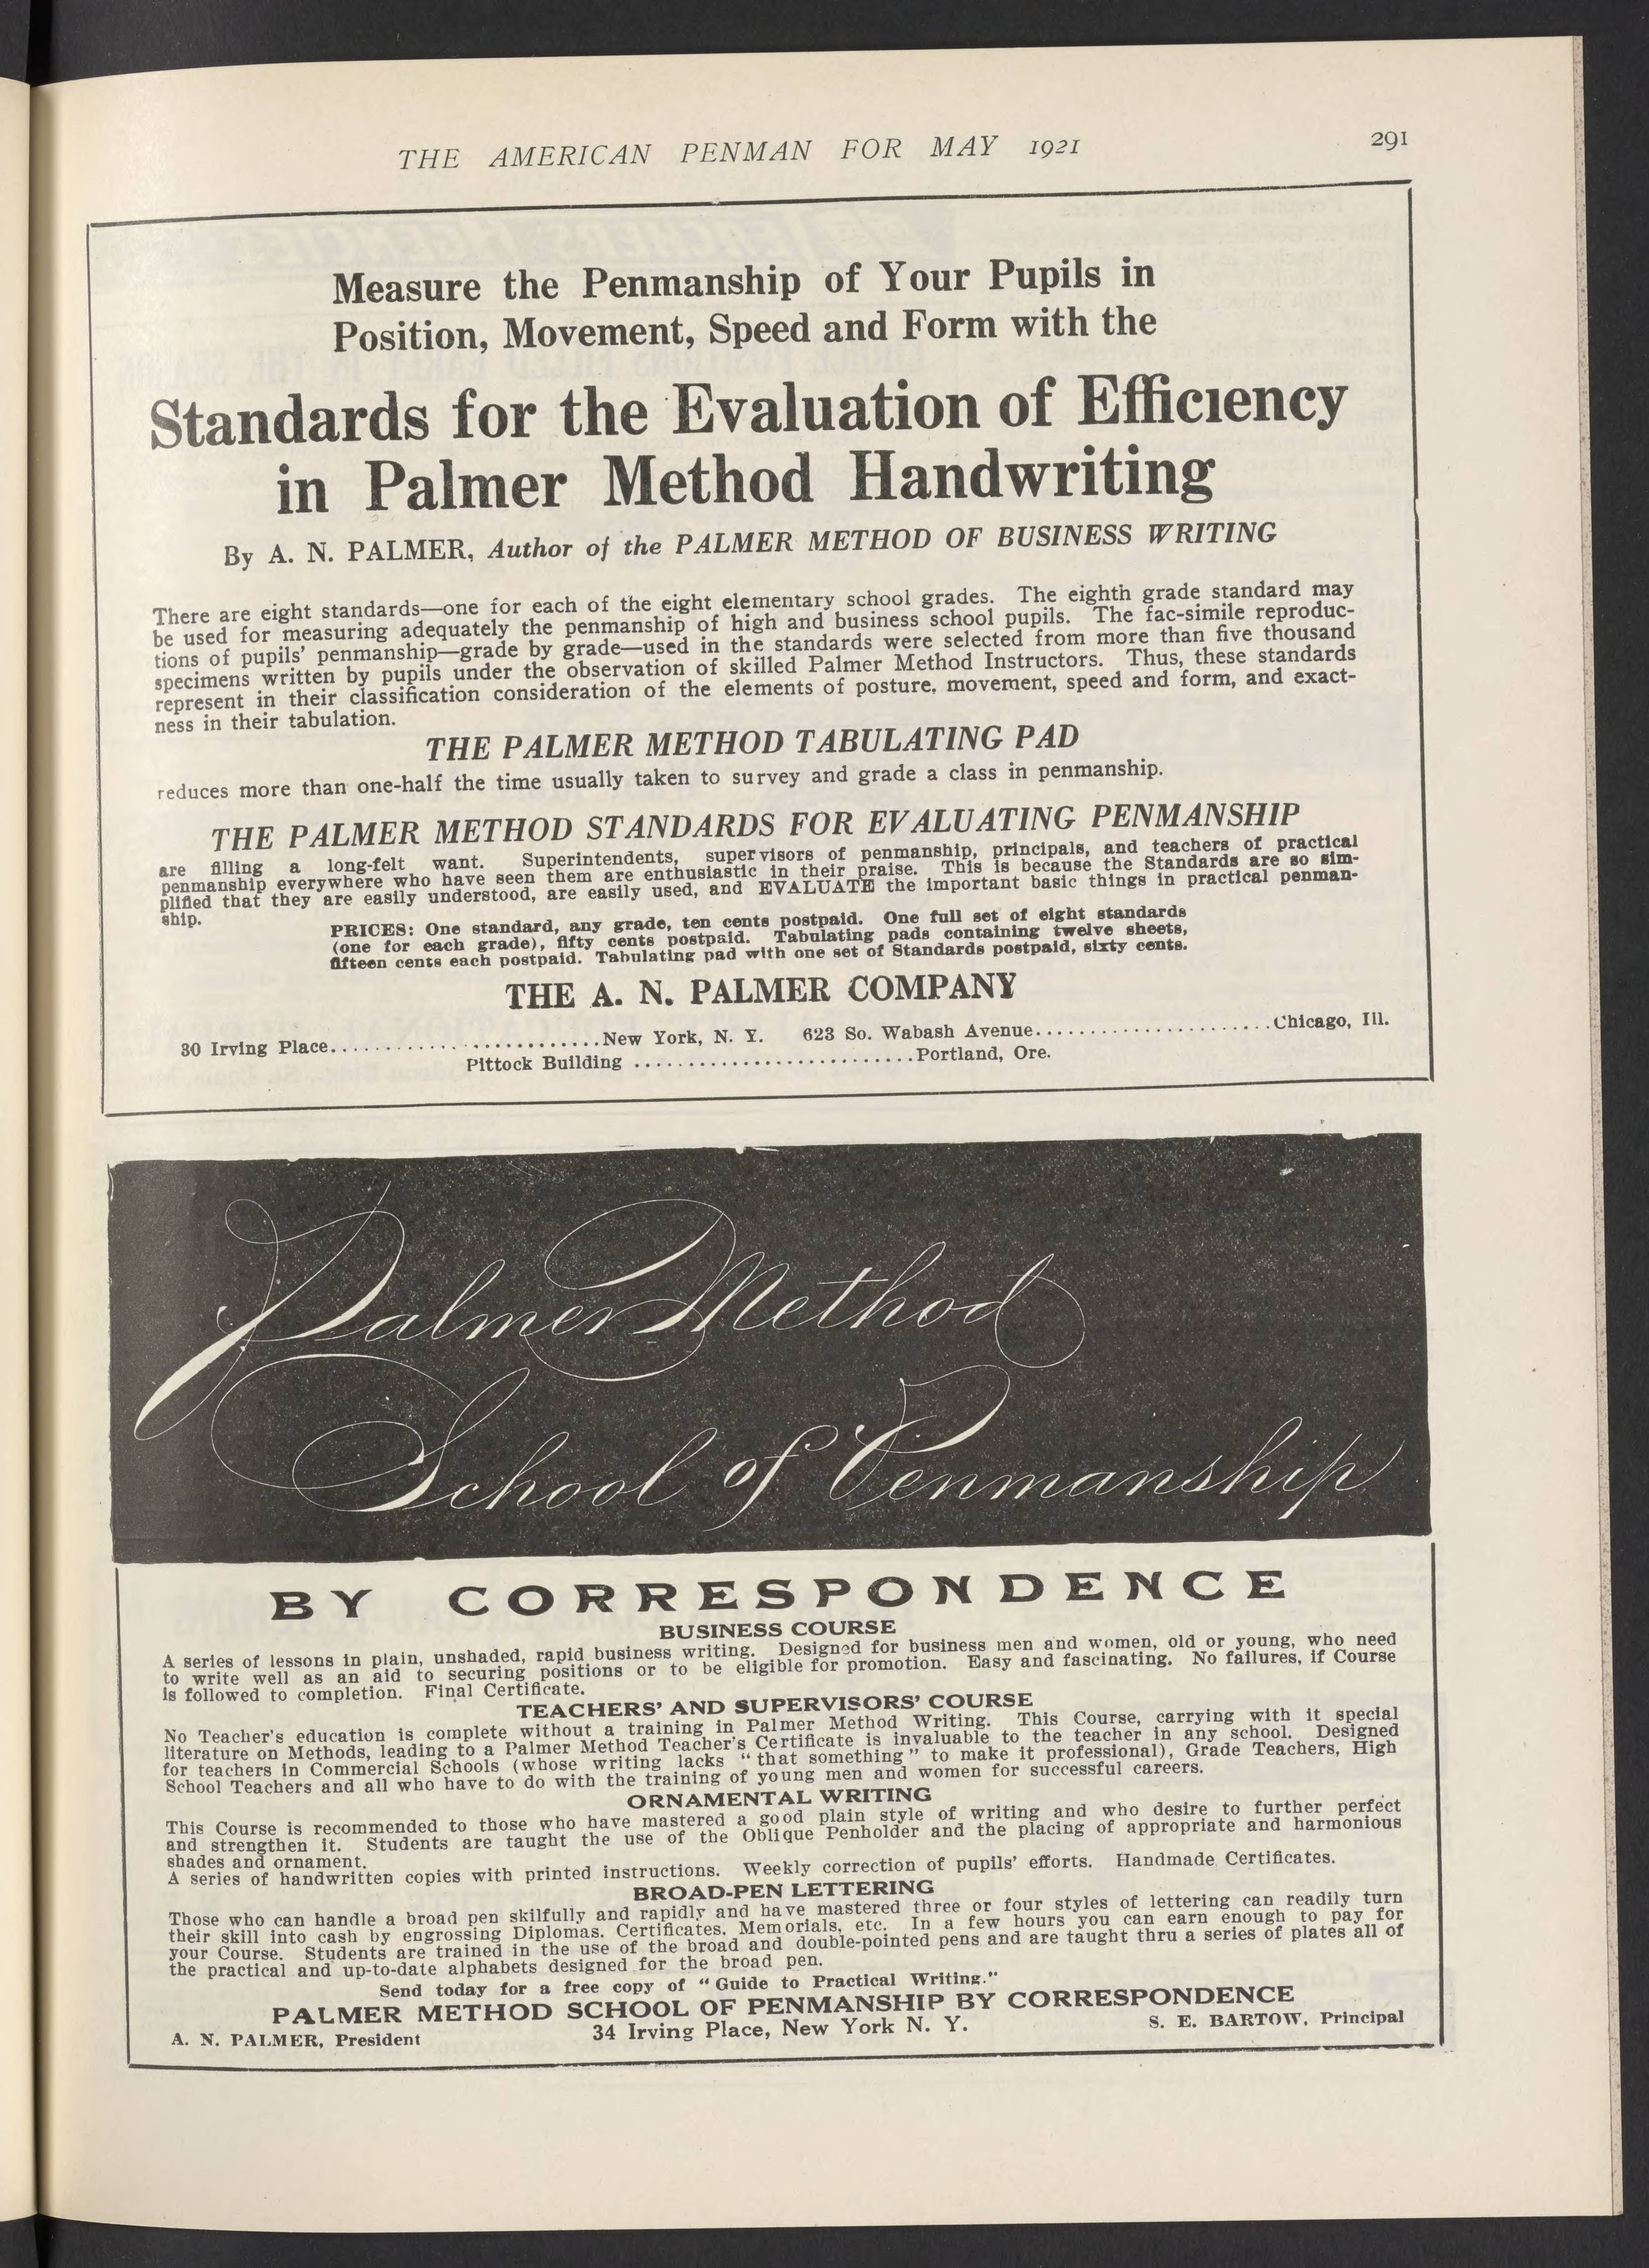 THE AMERICAN PENMAN FOR MAY 1921
291
Measure the Penmanship of Your Pupils in
Position, Movement, Speed and Form with the
Standards for the Evaluation of Efficiency
in Palmer Method Handwriting
By A. N. PALMER, Author of the PALMER METHOD OF BUSINESS WRITING
There are eight standards—one for each of the eight elementary school grades. The eighth grade standard may
be used for measuring adequately the penmanship of high and business school pupils. The fac-simile reproduc-
tions of pupils' penmanship—grade by grade—used in the standards were selected from more than five thousand
specimens written by pupils under the observation of skilled Palmer Method Instructors. Thus, these standards
represent in their classification consideration of the elements of posture, movement, speed and form, and exact-
ness in their tabulation.
THE PALMER METHOD TABULATING PAD
reduces more than one-half the time usually taken to survey and grade a class in penmanship.
THE PALMER METHOD STANDARDS FOR EVALUATING PENMANSHIP
are filling a long-felt want. Superintendents, supervisors of penmanship, principals, and teachers of practical
penmanship everywhere who have seen them are enthusiastic in their praise. This is because the Standards are so sim-
plified that they are easily understood, are easily used, and EVALUATE the important basic things in practical penman-
ship.
PRICES: One standard, any grade, ten cents postpaid. One full set of eight standards
(one for each grade), fifty cents postpaid. Tabulating pads containing twelve sheets,
fifteen cents each postpaid. Tabulating pad with one set of Standards postpaid, sixty cents.
THE A. N. PALMER COMPANY
30 Irving Place..........................New York, N. Y. 623 So. Wabash Avenue......................Chicago, Ill.
Pittock Building ..........................Portland, Ore.
Palmer Method
School of Penmanship
BY CORRESPONDENCE
BUSINESS COURSE
A series of lessons in plain, unshaded, rapid business writing. Designed for business men and women, old or young, who need
to write well as an aid to securing positions or to be eligible for promotion. Easy and fascinating. No failures, if Course
is followed to completion. Final Certificate.
TEACHERS' AND SUPERVISORS' COURSE
No Teacher's education is complete without a training in Palmer Method Writing. This Course, carrying with it special
literature on Methods, leading to a Palmer Method Teacher's Certificate is invaluable to the teacher in any school. Designed
for teachers in Commercial Schools (whose writing lacks "that something" to make it professional), Grade Teachers, High
School Teachers and all who have to do with the training of young men and women for successful careers.
ORNAMENTAL WRITING
This Course is recommended to those who have mastered a good plain style of writing and who desire to further perfect
and strengthen it. Students are taught the use of the Oblique Penholder and the placing of appropriate and harmonious
shades and ornament.
A series of handwritten copies with printed instructions. Weekly correction of pupils' efforts. Handmade Certificates.
BROAD-PEN LETTERING
Those who can handle a broad pen skilfully and rapidly and have mastered three or four styles of lettering can readily turn
their skill into cash by engrossing Diplomas, Certificates, Memorials, etc. In a few hours you can earn enough to pay for
your Course. Students are trained in the use of the broad and double-pointed pens and are taught thru a series of plates all of
the practical and up-to-date alphabets designed for the broad pen.
Send today for a free copy of "Guide to Practical Writing."
PALMER METHOD SCHOOL OF PENMANSHIP BY CORRESPONDENCE
A. N. PALMER, President 34 Irving Place, New York N. Y. S. E. BARTOW, Principal